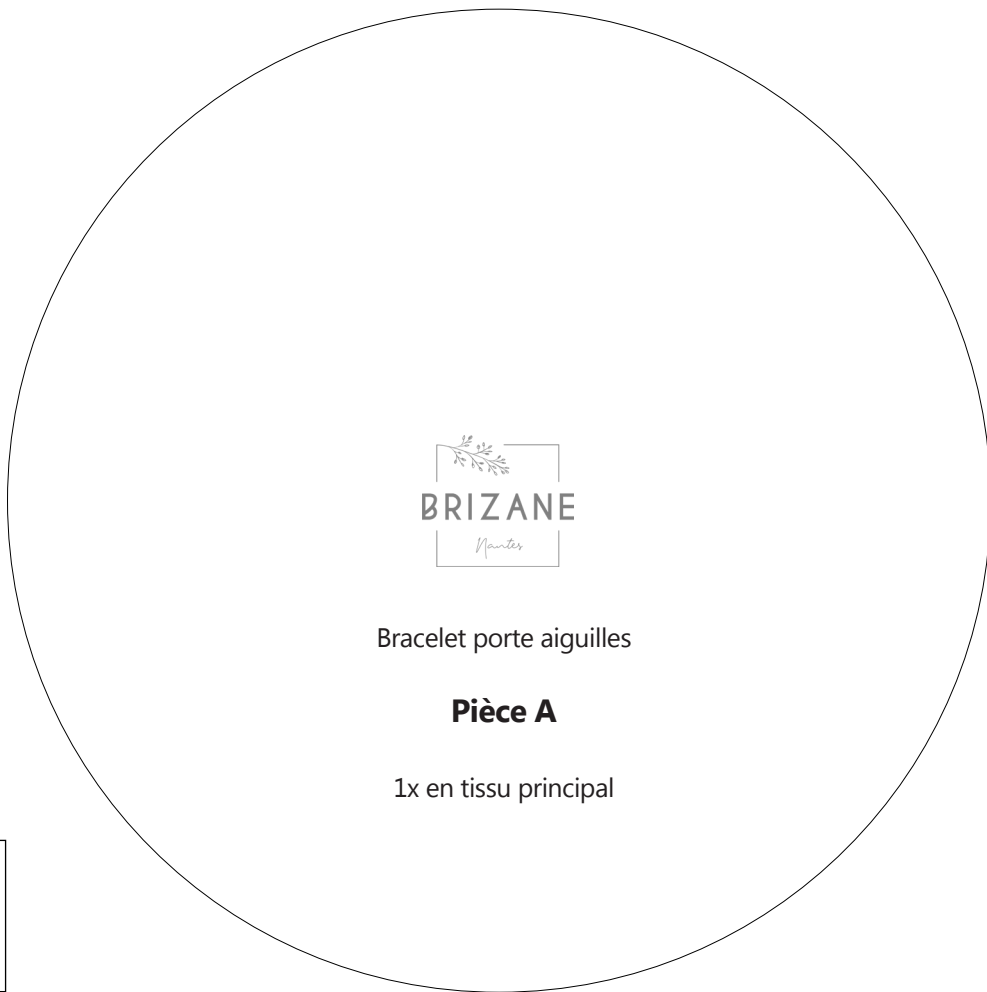 BRIZANE
Nantes
Bracelet porte aiguilles
Pièce A
1x en tissu principal